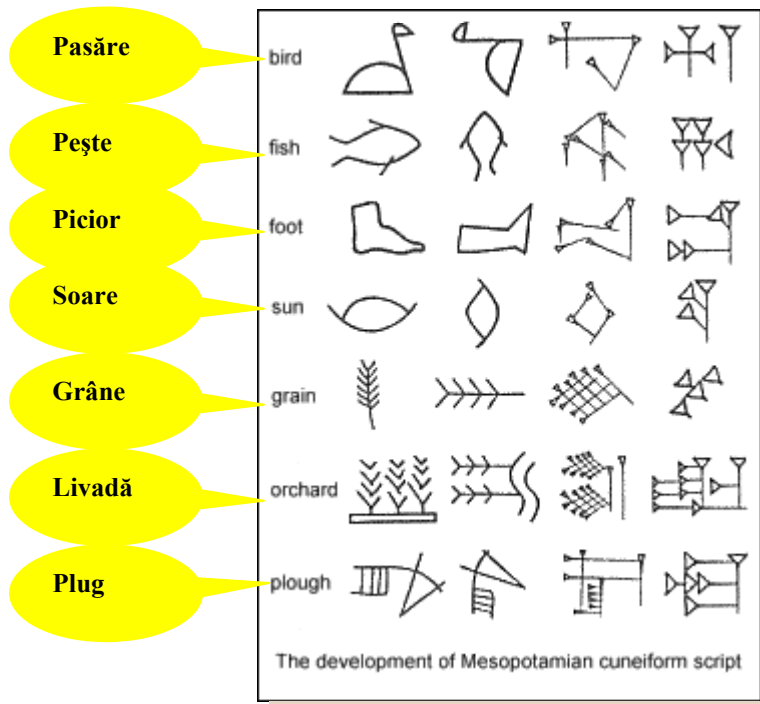 Pasăre
bird
Peşte
fish
Picior
foot
Soare
sun
Grâne
grain
Livadă
orchard
Plug
plough
The development of Mesopotamian cuneiform script